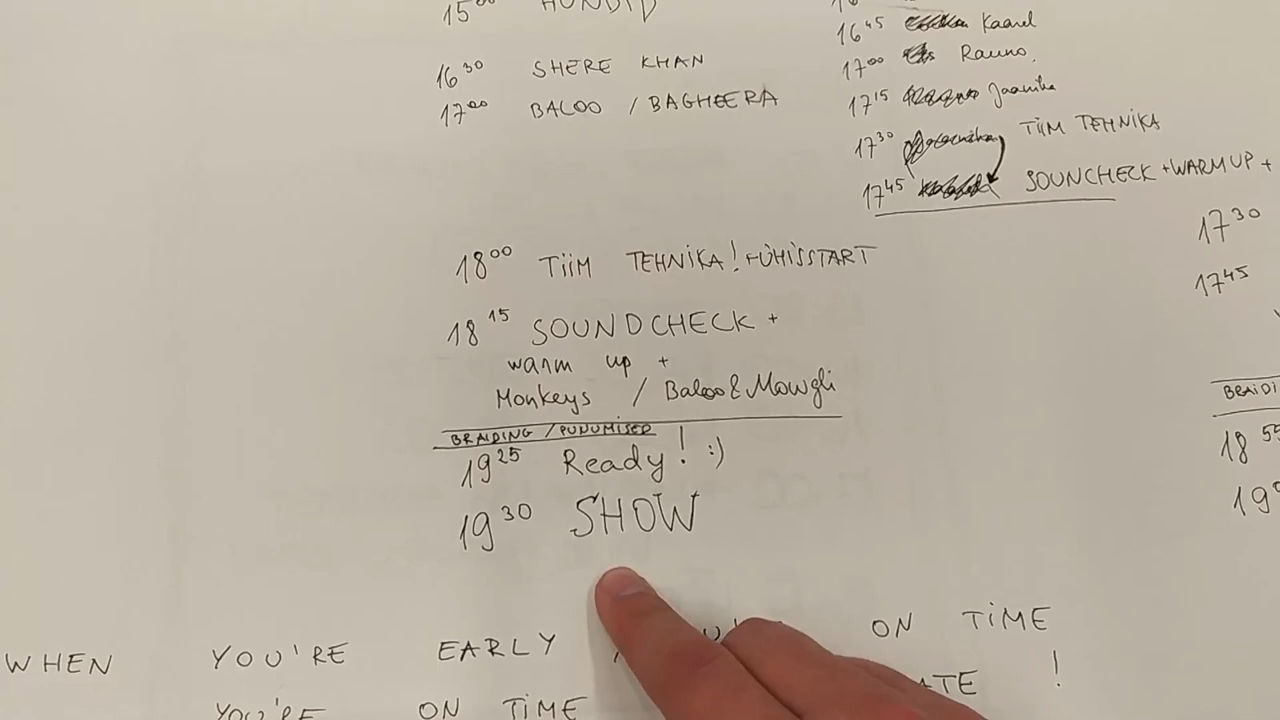 15⁰⁰ HUNDID
16³⁰ SHERE KHAN
17⁰⁰ BALOO / BAGHEERA
18⁰⁰ TIIM TEHNIKA! + ÜHISSTART
18¹⁵ SOUNDCHECK +
warm up +
Monkeys / Baloo & Mowgli
BRAIDING / PUNUMISED
19²⁵ Ready! :)
19³⁰ SHOW
16⁴⁵ Kaarel
17⁰⁰ Rauno.
17¹⁵ Jaanika
17³⁰ TIIM TEHNIKA
17⁴⁵ SOUNCHECK + WARM UP +
17³⁰
17⁴⁵
BRAIDI
18⁵⁵
WHEN YOU'RE EARLY ON TIME
YOU'RE ON TIME ATE!